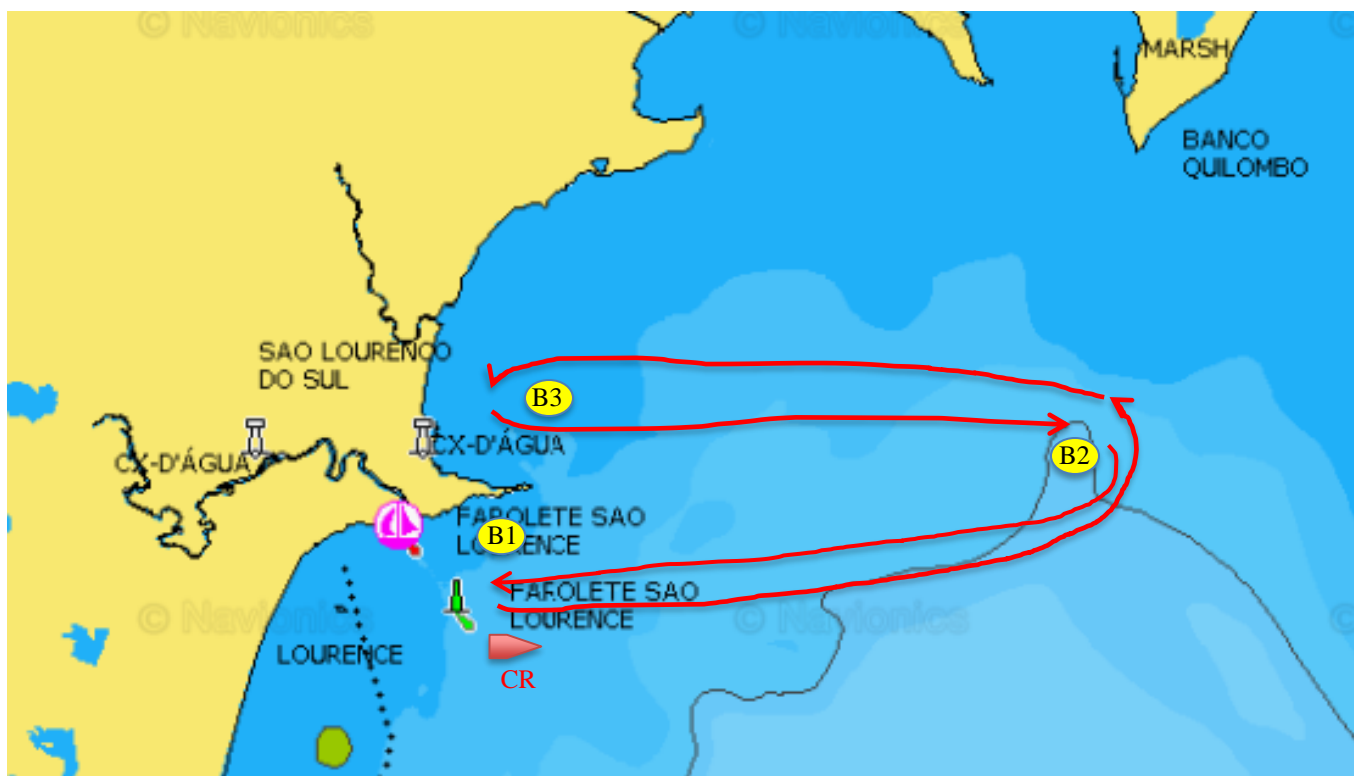 © Navionics
© Navionics
MARSH
BANCO
QUILOMBO
SAO LOURENCO
DO SUL
B3
CX-D'ÁGUA
CX-D'ÁGUA
B2
FAROLETE SAO
LOURENCE
B1
FAROLETE SAO
LOURENCE
© Navionics
© Navionics
LOURENCE
CR